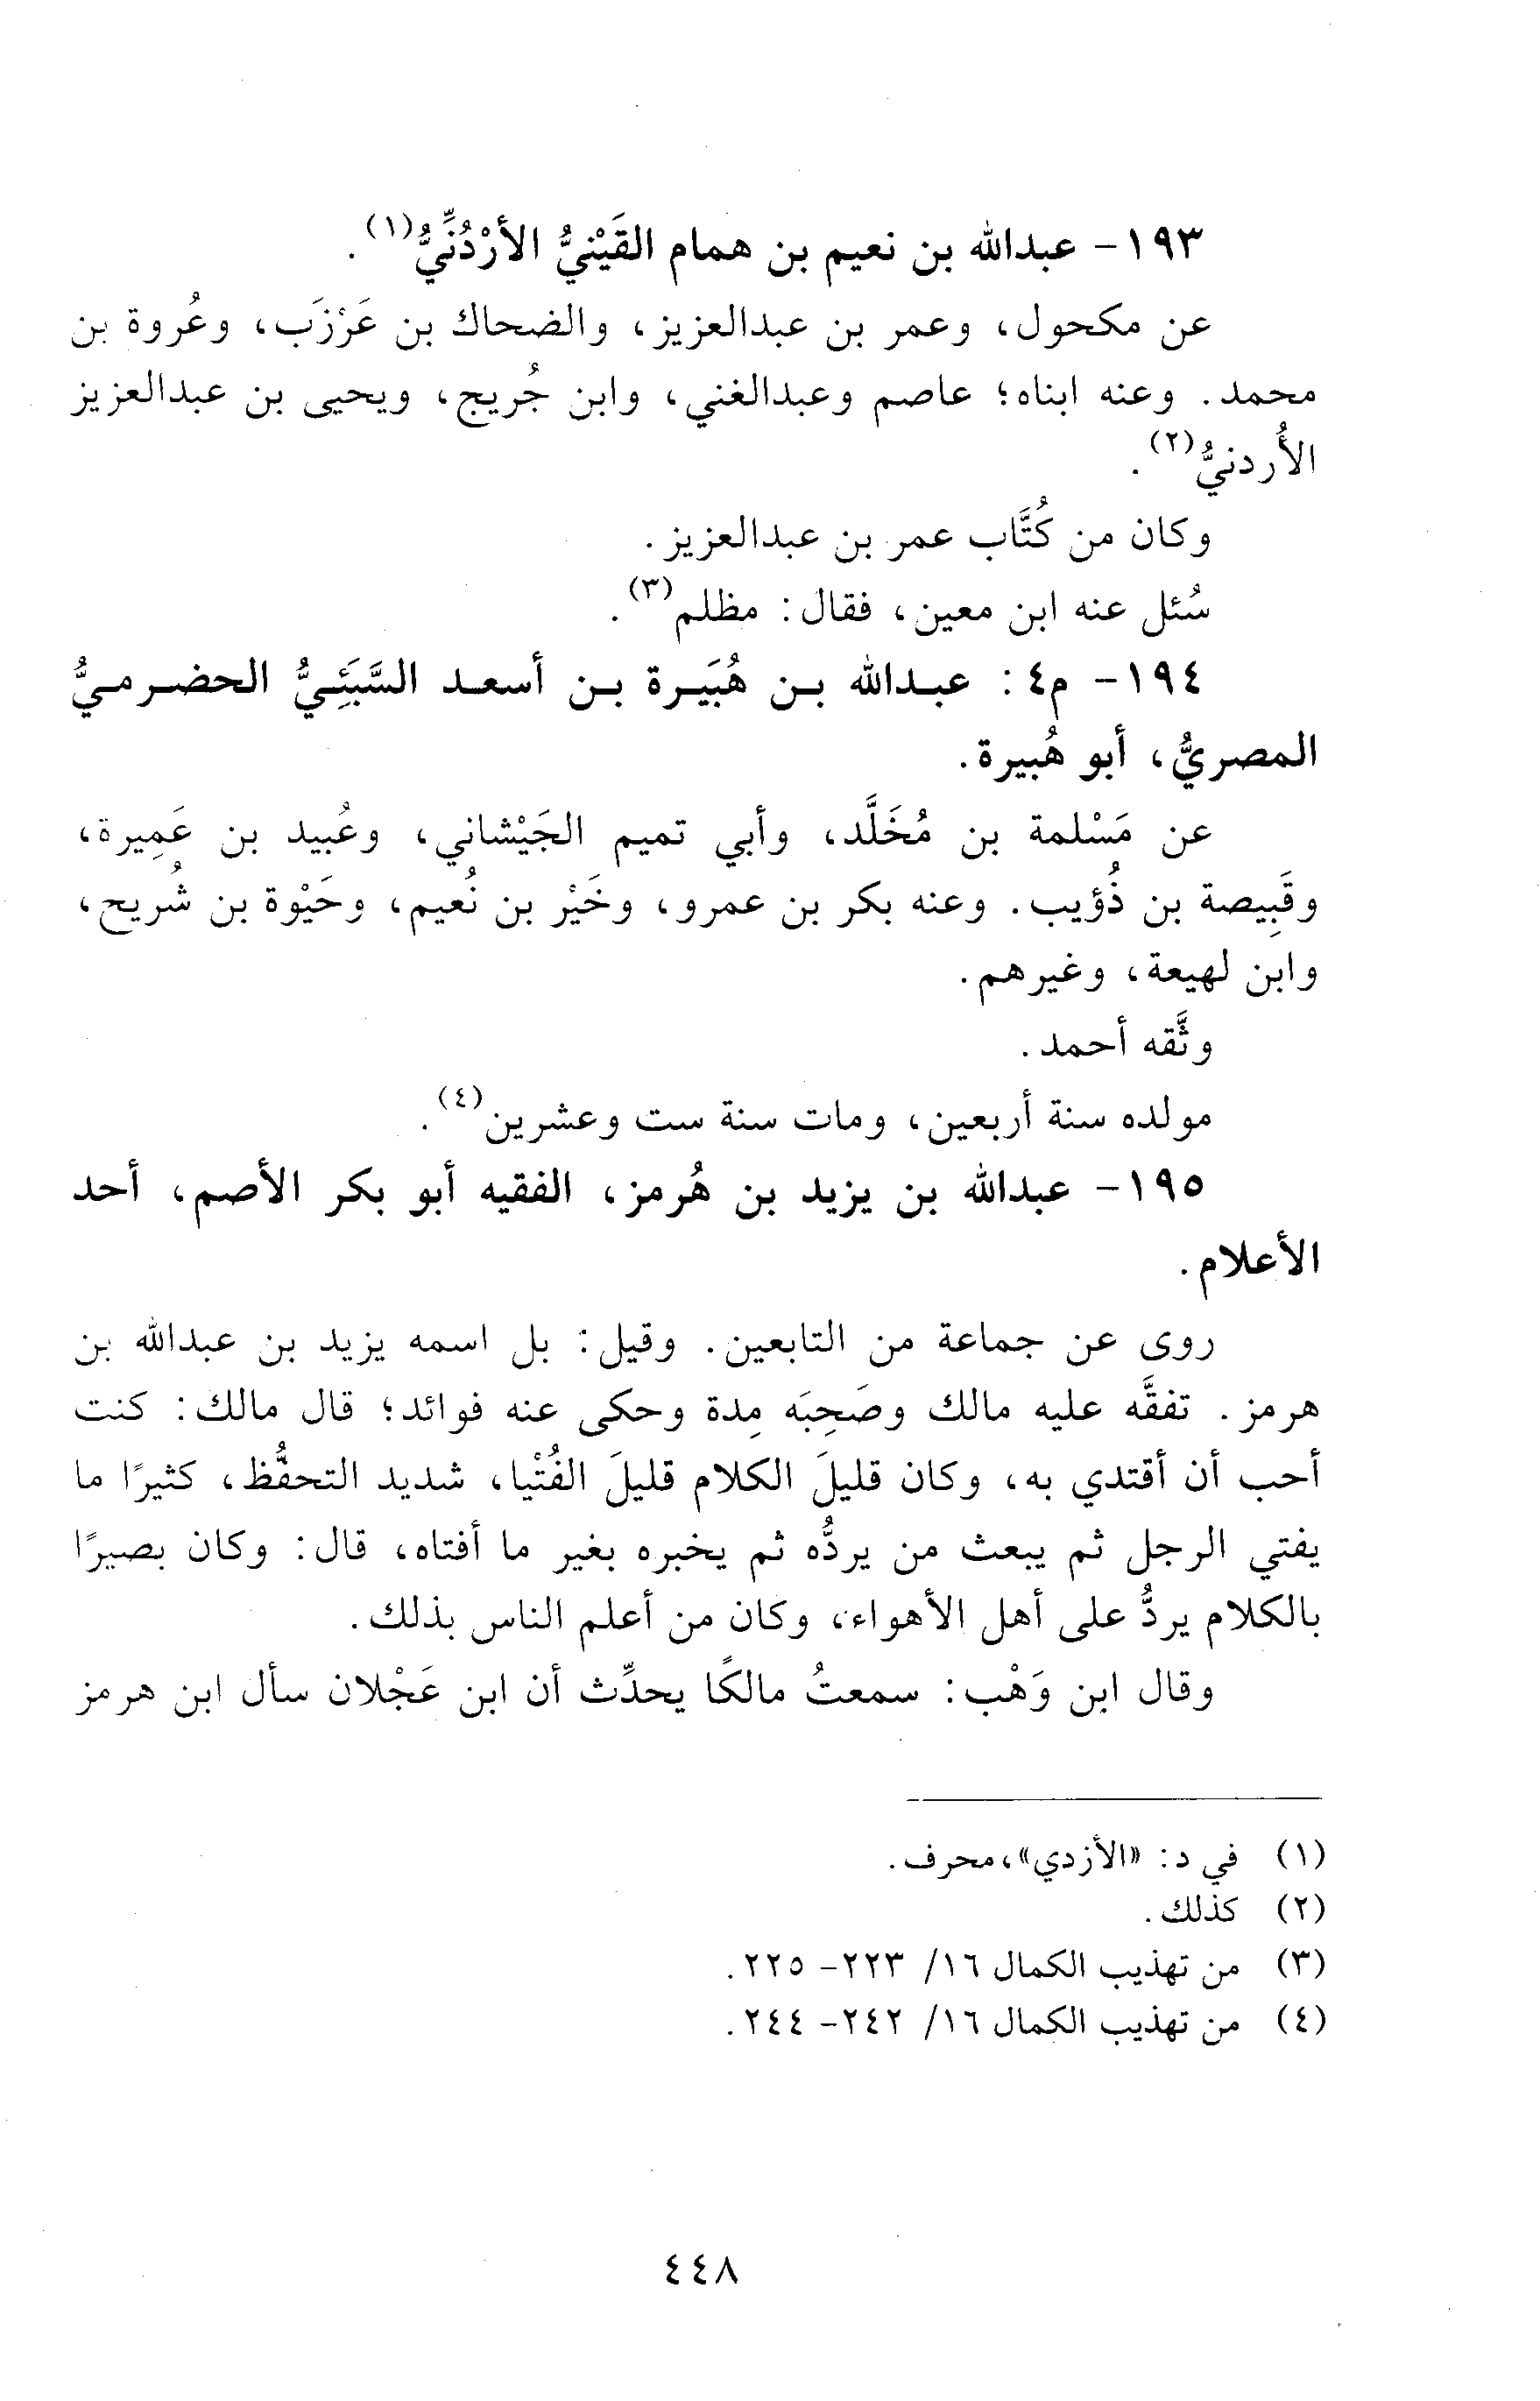 ١٩٣- عبدالله بن نعيم بن همام القَيْنيُّ الأرْدُنِّيُّ(١).
عن مكحول، وعمر بن عبدالعزيز، والضحاك بن عَرْزَب، وعُروة بن
محمد. وعنه ابناه؛ عاصم وعبدالغني، وابن جُريج، ويحيى بن عبدالعزيز
الأُردنيُّ(٢).
وكان من كُتَّاب عمر بن عبدالعزيز.
سُئل عنه ابن معين، فقال: مظلم(٣).
١٩٤- م٤: عبدالله بن هُبَيرة بن أسعد السَّبَئِيُّ الحضرميُّ
المصريُّ، أبو هُبيرة.
عن مَسْلمة بن مُخَلَّد، وأبي تميم الجَيْشاني، وعُبيد بن عَمِيرة،
وقَبِيصة بن ذُؤيب. وعنه بكر بن عمرو، وخَيْر بن نُعيم، وحَيْوة بن شُريح،
وابن لهيعة، وغيرهم.
وثَّقه أحمد.
مولده سنة أربعين، ومات سنة ست وعشرين(٤).
١٩٥- عبدالله بن يزيد بن هُرمز، الفقيه أبو بكر الأصم، أحد
الأعلام.
روى عن جماعة من التابعين. وقيل: بل اسمه يزيد بن عبدالله بن
هرمز. تفقَّه عليه مالك وصَحِبَه مِدة وحكى عنه فوائد؛ قال مالك: كنت
أحب أن أقتدي به، وكان قليلَ الكلام قليلَ الفُتْيا، شديد التحفُّظ، كثيرًا ما
يفتي الرجل ثم يبعث من يردُّه ثم يخبره بغير ما أفتاه، قال: وكان بصيرًا
بالكلام يردُّ على أهل الأهواء، وكان من أعلم الناس بذلك.
وقال ابن وَهْب: سمعتُ مالكًا يحدِّث أن ابن عَجْلان سأل ابن هرمز
(١) في د: «الأزدي»، محرف.
(٢) كذلك.
(٣) من تهذيب الكمال ١٦/ ٢٢٣- ٢٢٥.
(٤) من تهذيب الكمال ١٦/ ٢٤٢- ٢٤٤.
٤٤٨